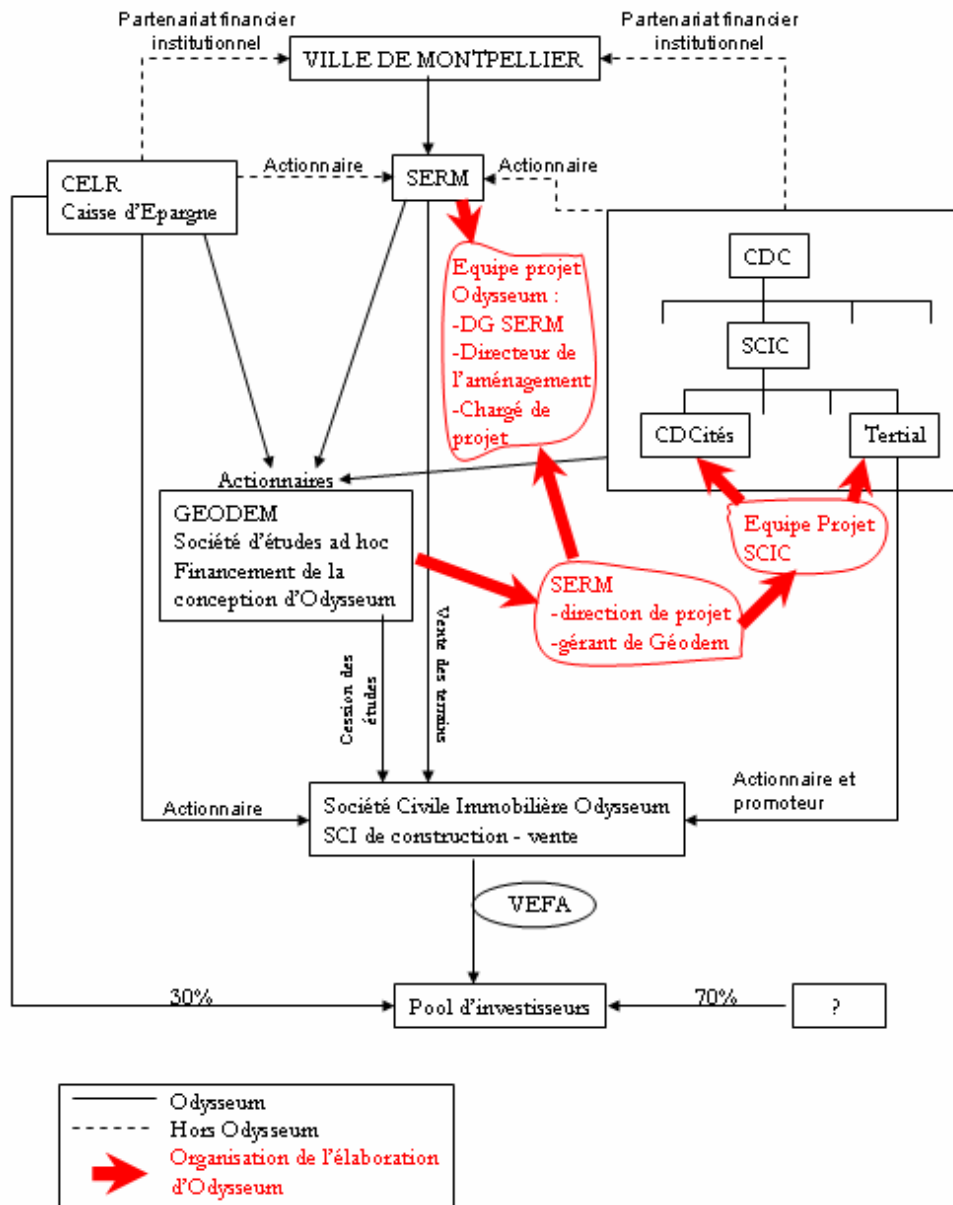 Partenariat financier
institutionnel
Partenariat financier
institutionnel
VILLE DE MONTPELLIER
CELR
Caisse d'Epargne
Actionnaire
SERM
Actionnaire
CDC
SCIC
CDCités
Tertial
Equipe projet
Odysseum :
-DG SERM
-Directeur de
l'aménagement
-Chargé de
projet
Actionnaires
GEODEM
Société d'études ad hoc
Financement de la
conception d'Odysseum
Equipe Projet
SCIC
SERM
-direction de projet
-gérant de Géodem
Cession des
études
Vente des terrains
Actionnaire
Société Civile Immobilière Odysseum
SCI de construction - vente
Actionnaire et
promoteur
VEFA
30%
Pool d'investisseurs
70%
?
Odysseum
Hors Odysseum
Organisation de l'élaboration
d'Odysseum